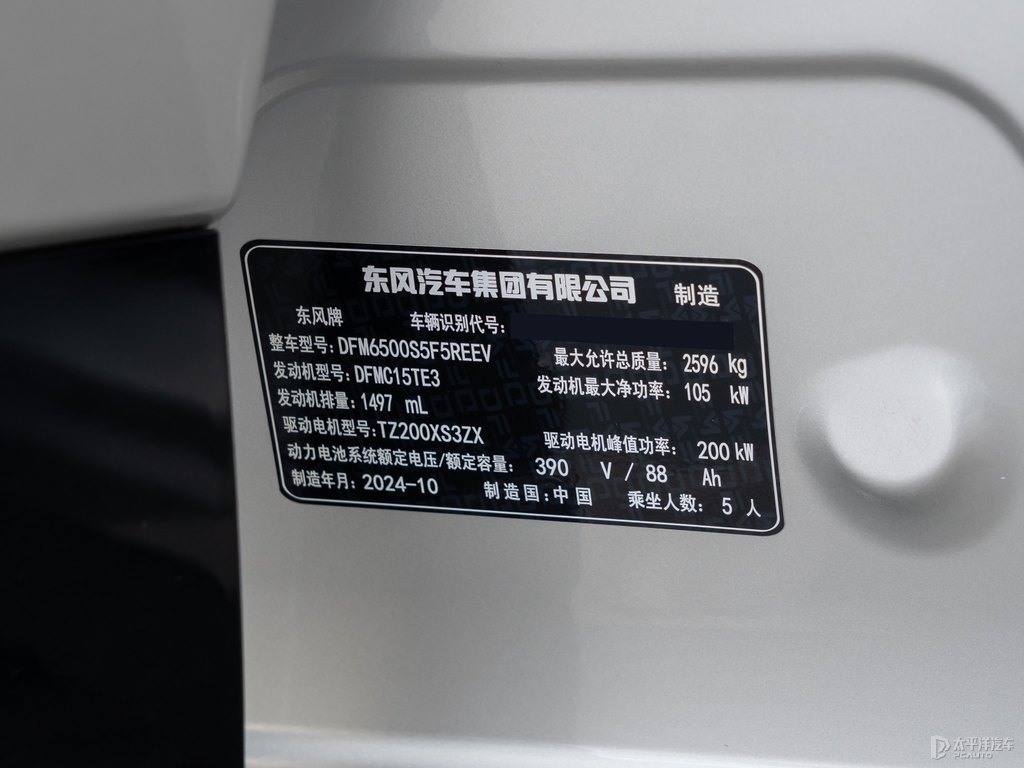 东风汽车集团有限公司 制造
东风牌 车辆识别代号:
整车型号: DFM6500S5F5REEV 最大允许总质量: 2596 kg
发动机型号: DFMC15TE3 发动机最大净功率: 105 kW
发动机排量: 1497 mL
驱动电机型号: TZ200XS3ZX 驱动电机峰值功率: 200 kW
动力电池系统额定电压/额定容量: 390 V / 88 Ah
制造年月: 2024-10 制造国: 中国 乘坐人数: 5 人
太平洋汽车
PCAUTO